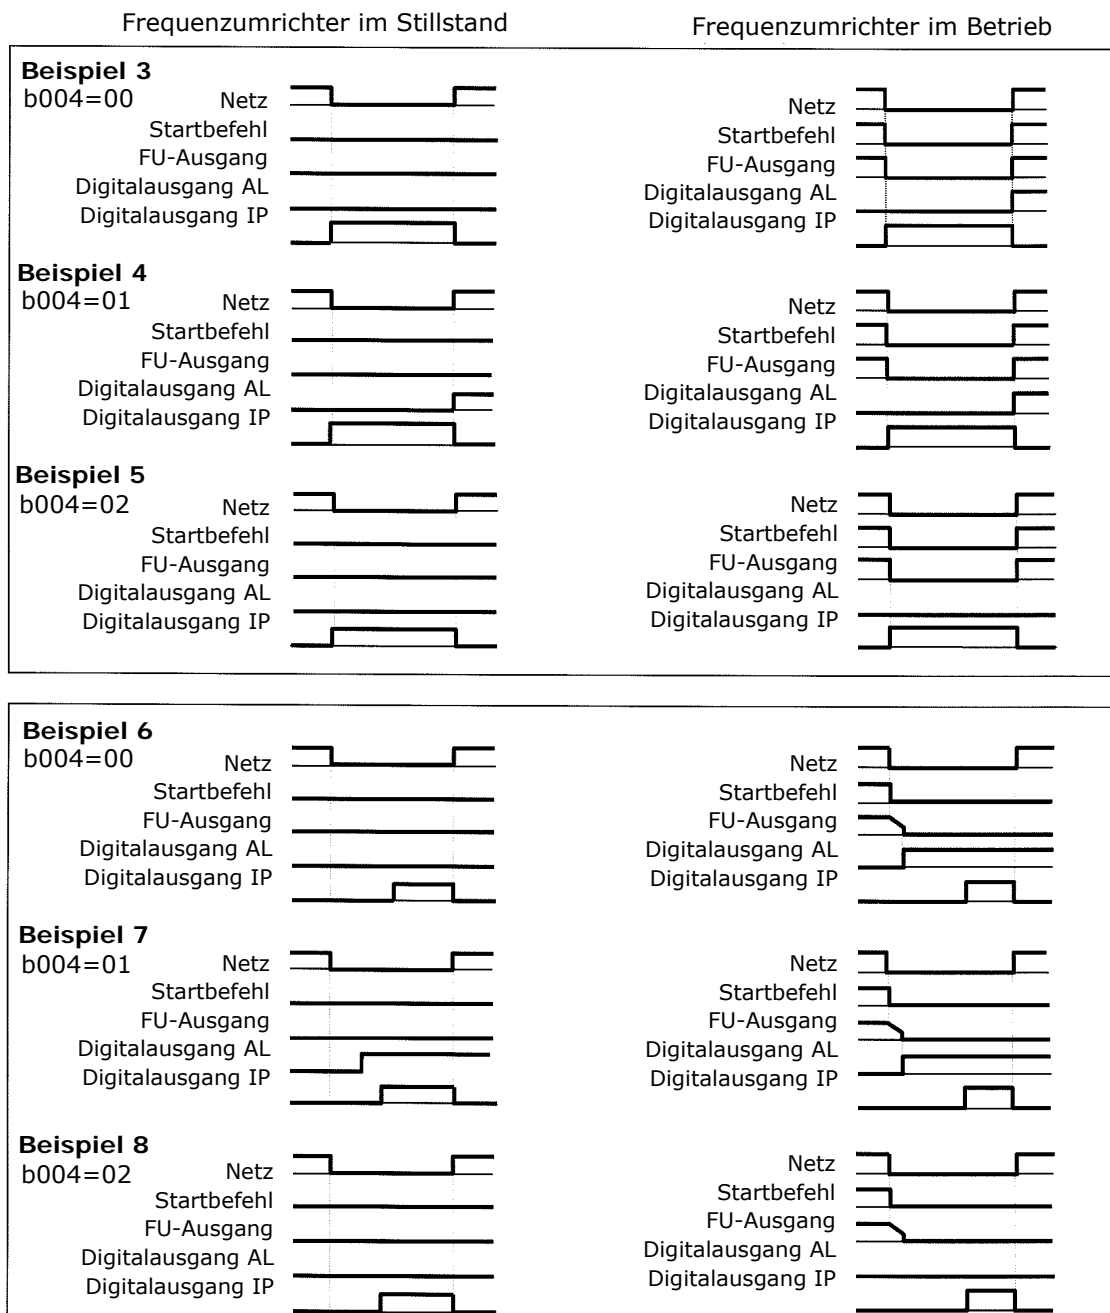 Frequenzumrichter im Stillstand
Frequenzumrichter im Betrieb
Beispiel 3
b004=00
Netz
Startbefehl
FU-Ausgang
Digitalausgang AL
Digitalausgang IP
Netz
Startbefehl
FU-Ausgang
Digitalausgang AL
Digitalausgang IP
Beispiel 4
b004=01
Netz
Startbefehl
FU-Ausgang
Digitalausgang AL
Digitalausgang IP
Netz
Startbefehl
FU-Ausgang
Digitalausgang AL
Digitalausgang IP
Beispiel 5
b004=02
Netz
Startbefehl
FU-Ausgang
Digitalausgang AL
Digitalausgang IP
Netz
Startbefehl
FU-Ausgang
Digitalausgang AL
Digitalausgang IP
Beispiel 6
b004=00
Netz
Startbefehl
FU-Ausgang
Digitalausgang AL
Digitalausgang IP
Netz
Startbefehl
FU-Ausgang
Digitalausgang AL
Digitalausgang IP
Beispiel 7
b004=01
Netz
Startbefehl
FU-Ausgang
Digitalausgang AL
Digitalausgang IP
Netz
Startbefehl
FU-Ausgang
Digitalausgang AL
Digitalausgang IP
Beispiel 8
b004=02
Netz
Startbefehl
FU-Ausgang
Digitalausgang AL
Digitalausgang IP
Netz
Startbefehl
FU-Ausgang
Digitalausgang AL
Digitalausgang IP